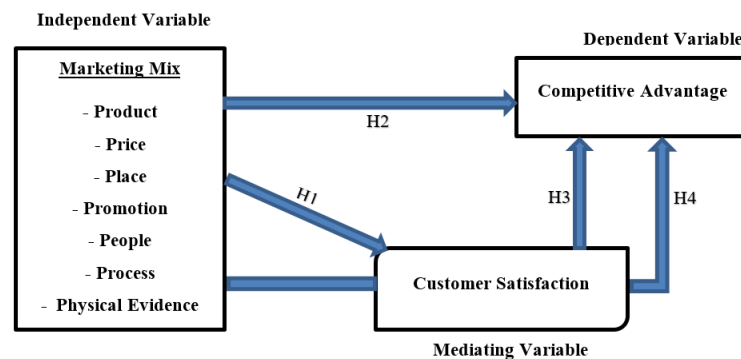 Independent Variable
Marketing Mix
- Product
- Price
- Place
- Promotion
- People
- Process
- Physical Evidence
Dependent Variable
Competitive Advantage
H2
H1
H3
H4
Customer Satisfaction
Mediating Variable